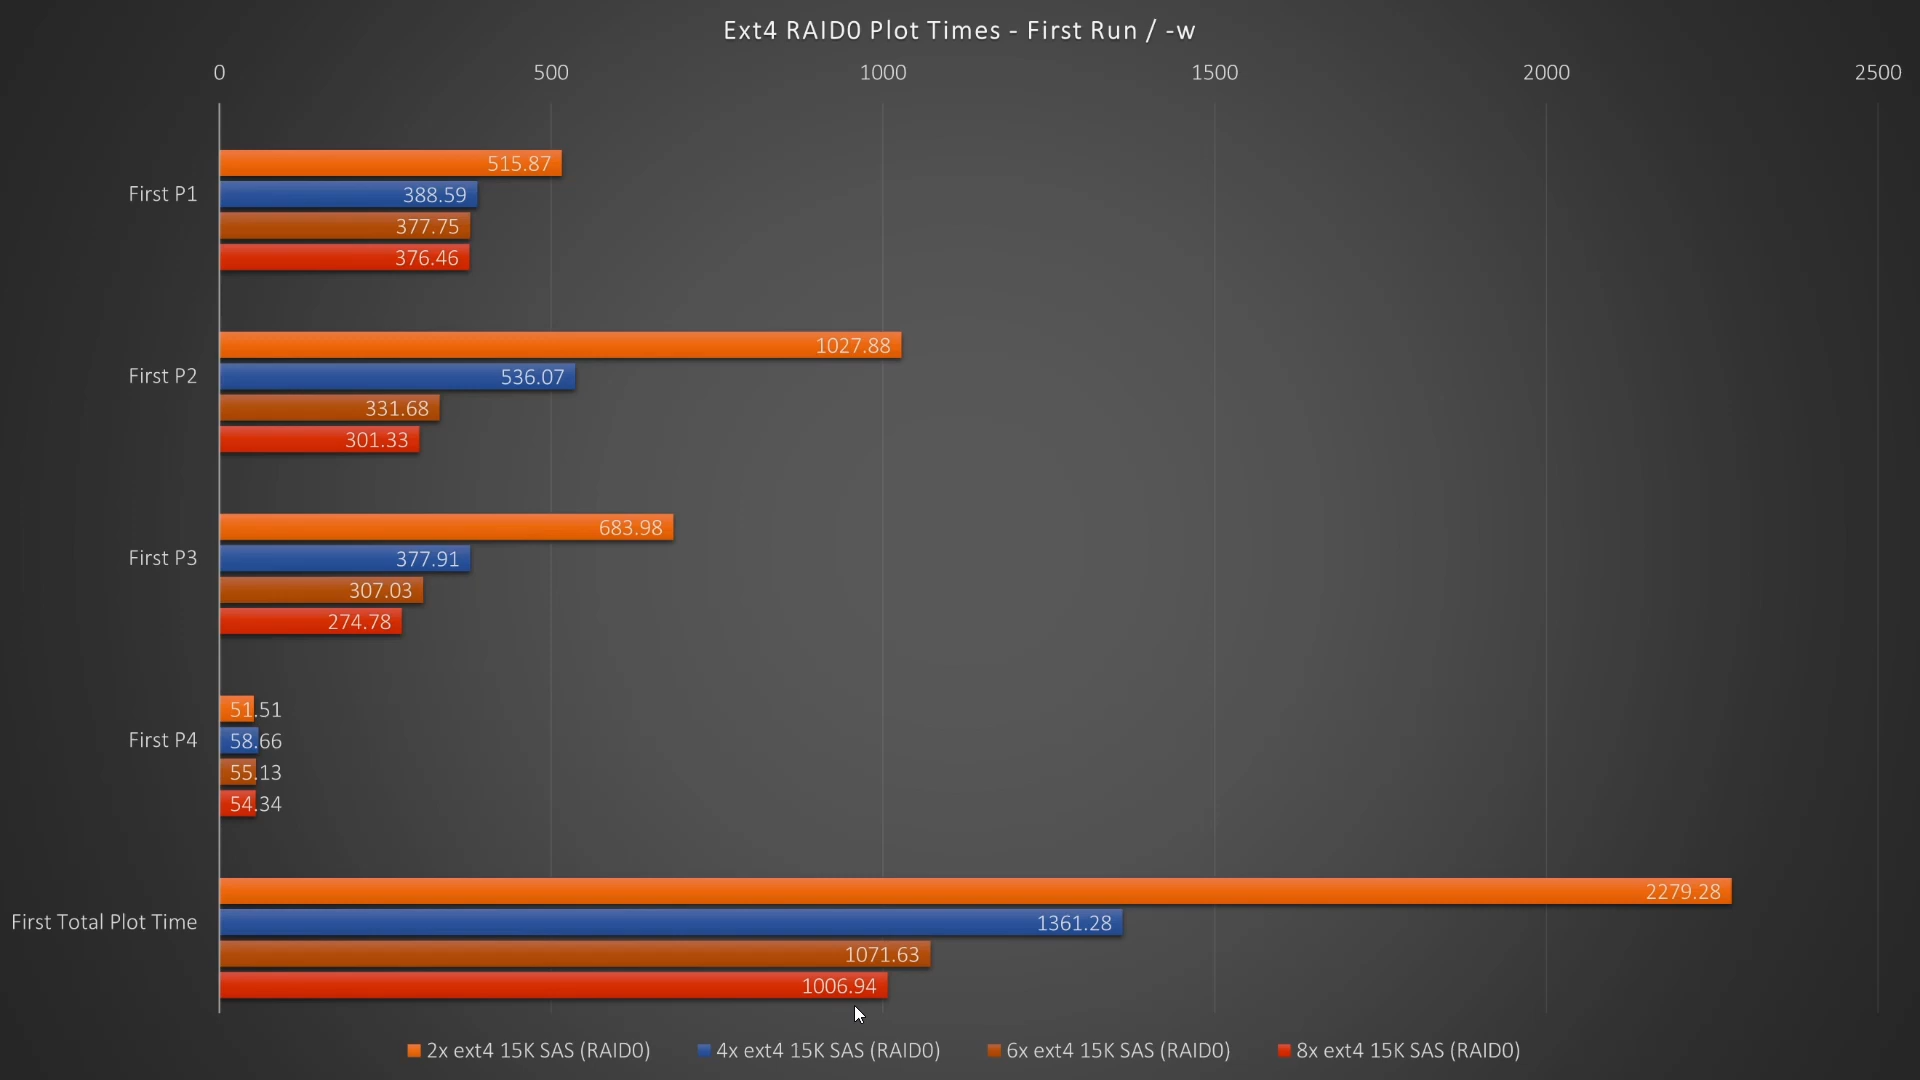 Ext4 RAID0 Plot Times - First Run / -w
0 500 1000 1500 2000 2500
First P1
515.87
388.59
377.75
376.46
First P2
1027.88
536.07
331.68
301.33
First P3
683.98
377.91
307.03
274.78
First P4
51.51
58.66
55.13
54.34
First Total Plot Time
2279.28
1361.28
1071.63
1006.94
2x ext4 15K SAS (RAID0) 4x ext4 15K SAS (RAID0) 6x ext4 15K SAS (RAID0) 8x ext4 15K SAS (RAID0)